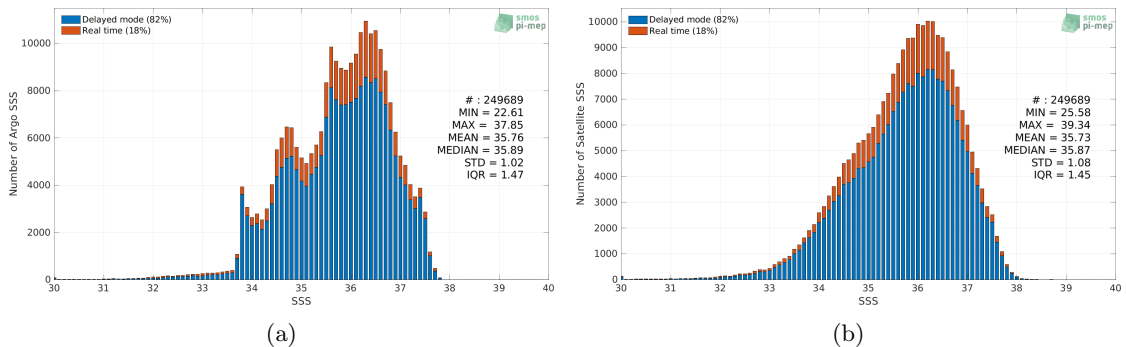 Delayed mode (82%)
Real time (18%)
smos
pi-mep
10000
8000
6000
4000
2000
0
Number of Argo SSS
# : 249689
MIN = 22.61
MAX = 37.85
MEAN = 35.76
MEDIAN = 35.89
STD = 1.02
IQR = 1.47
30 31 32 33 34 35 36 37 38 39 40
SSS
(a)
Delayed mode (82%)
Real time (18%)
smos
pi-mep
10000
9000
8000
7000
6000
5000
4000
3000
2000
1000
0
Number of Satellite SSS
# : 249689
MIN = 25.58
MAX = 39.34
MEAN = 35.73
MEDIAN = 35.87
STD = 1.08
IQR = 1.45
30 31 32 33 34 35 36 37 38 39 40
SSS
(b)